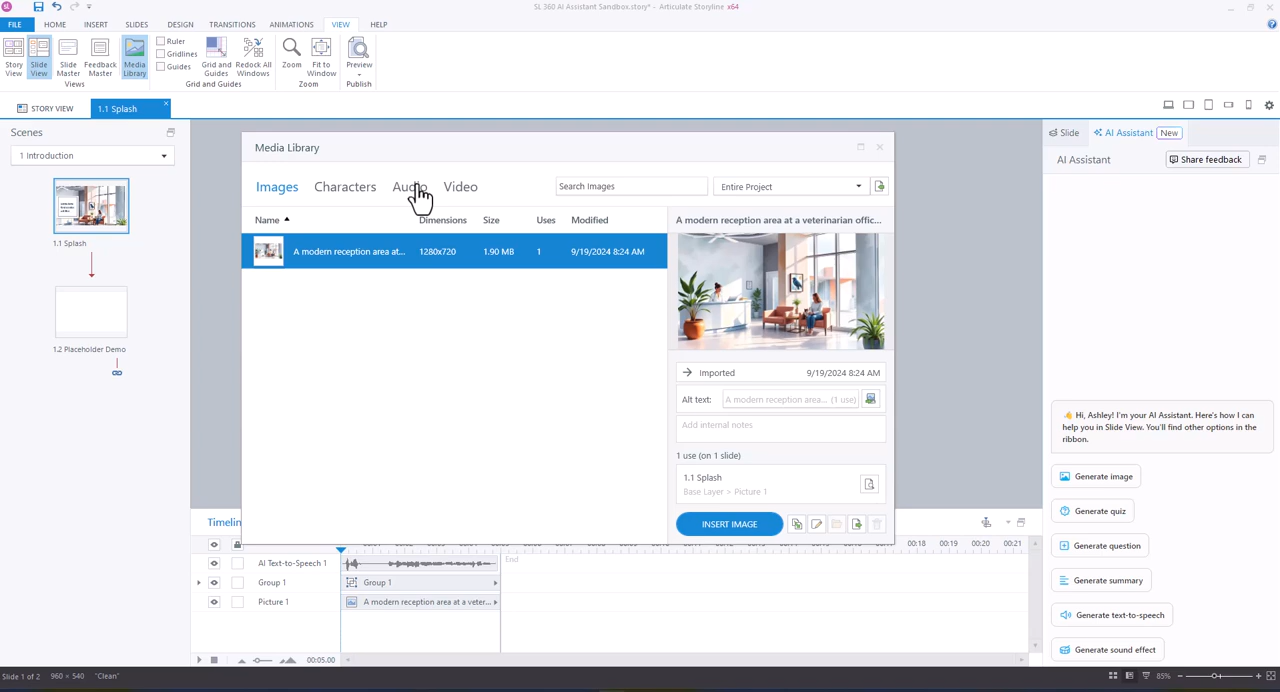 SL 360 AI Assistant Sandbox.story* - Articulate Storyline x64
FILE HOME INSERT SLIDES DESIGN TRANSITIONS ANIMATIONS VIEW HELP
Story View
Slide View
Slide Master
Feedback Master
Views
Media Library
Ruler
Gridlines
Guides
Grid and Guides
Redock All Windows
Grid and Guides
Zoom
Fit to Window
Zoom
Preview
Publish
STORY VIEW
1.1 Splash
Scenes
1 Introduction
1.1 Splash
1.2 Placeholder Demo
Media Library
Images Characters Audio Video
Search Images
Entire Project
Name Dimensions Size Uses Modified
A modern reception area at... 1280x720 1.90 MB 1 9/19/2024 8:24 AM
A modern reception area at a veterinarian offic...
Imported 9/19/2024 8:24 AM
Alt text: A modern reception area... (1 use)
Add internal notes
1 use (on 1 slide)
1.1 Splash
Base Layer > Picture 1
INSERT IMAGE
Slide
AI Assistant New
AI Assistant
Share feedback
Hi, Ashley! I'm your AI Assistant. Here's how I can
help you in Slide View. You'll find other options in the
ribbon.
Generate image
Generate quiz
Generate question
Generate summary
Generate text-to-speech
Generate sound effect
Timelin
00:18 00:19 00:20 00:21
AI Text-to-Speech 1
End
Group 1
Group 1
Picture 1
A modern reception area at a veter...
00:05.00
Slide 1 of 2 960 × 540 "Clean"
85%